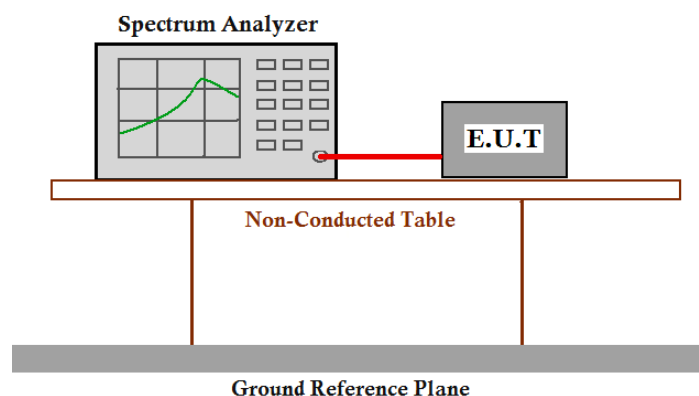 Spectrum Analyzer
E.U.T
Non-Conducted Table
Ground Reference Plane